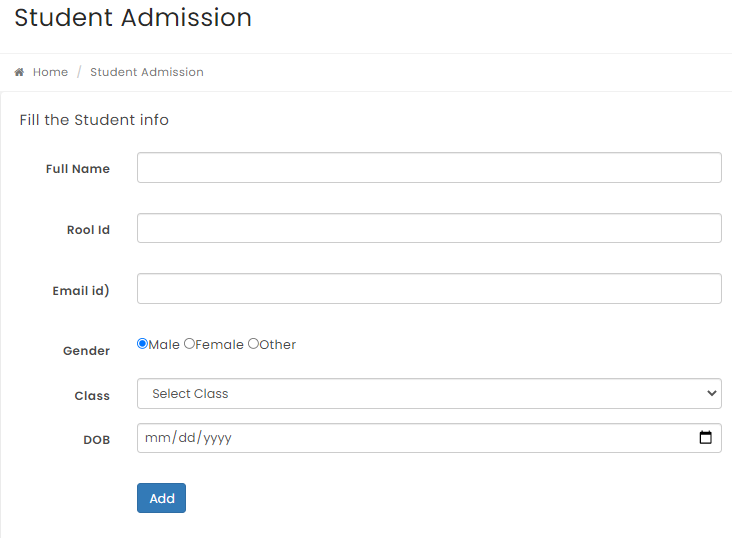 Student Admission
Home / Student Admission
Fill the Student info
Full Name
Rool Id
Email id)
Gender Male Female Other
Class Select Class
DOB mm/dd/yyyy
Add